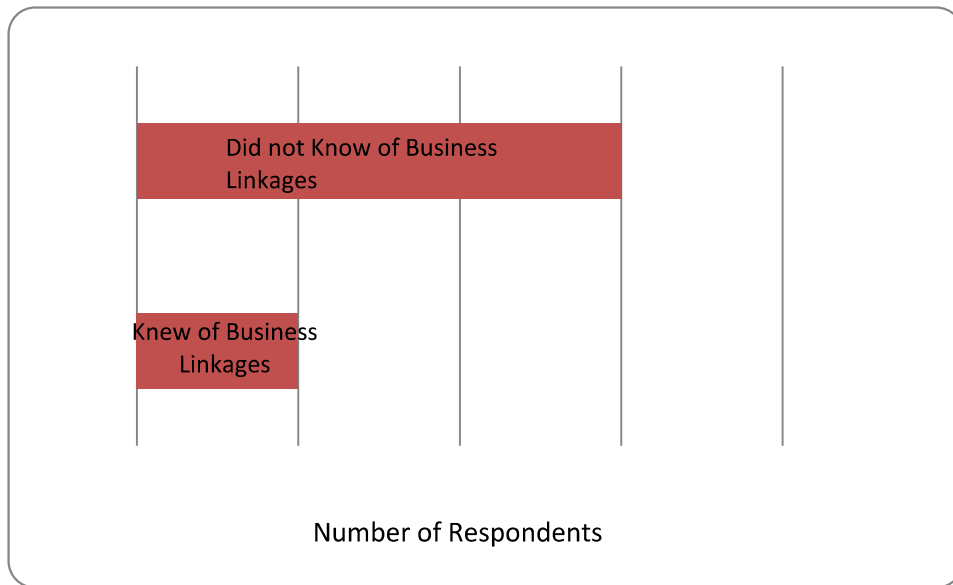 Did not Know of Business
Linkages
Knew of Business
Linkages
Number of Respondents